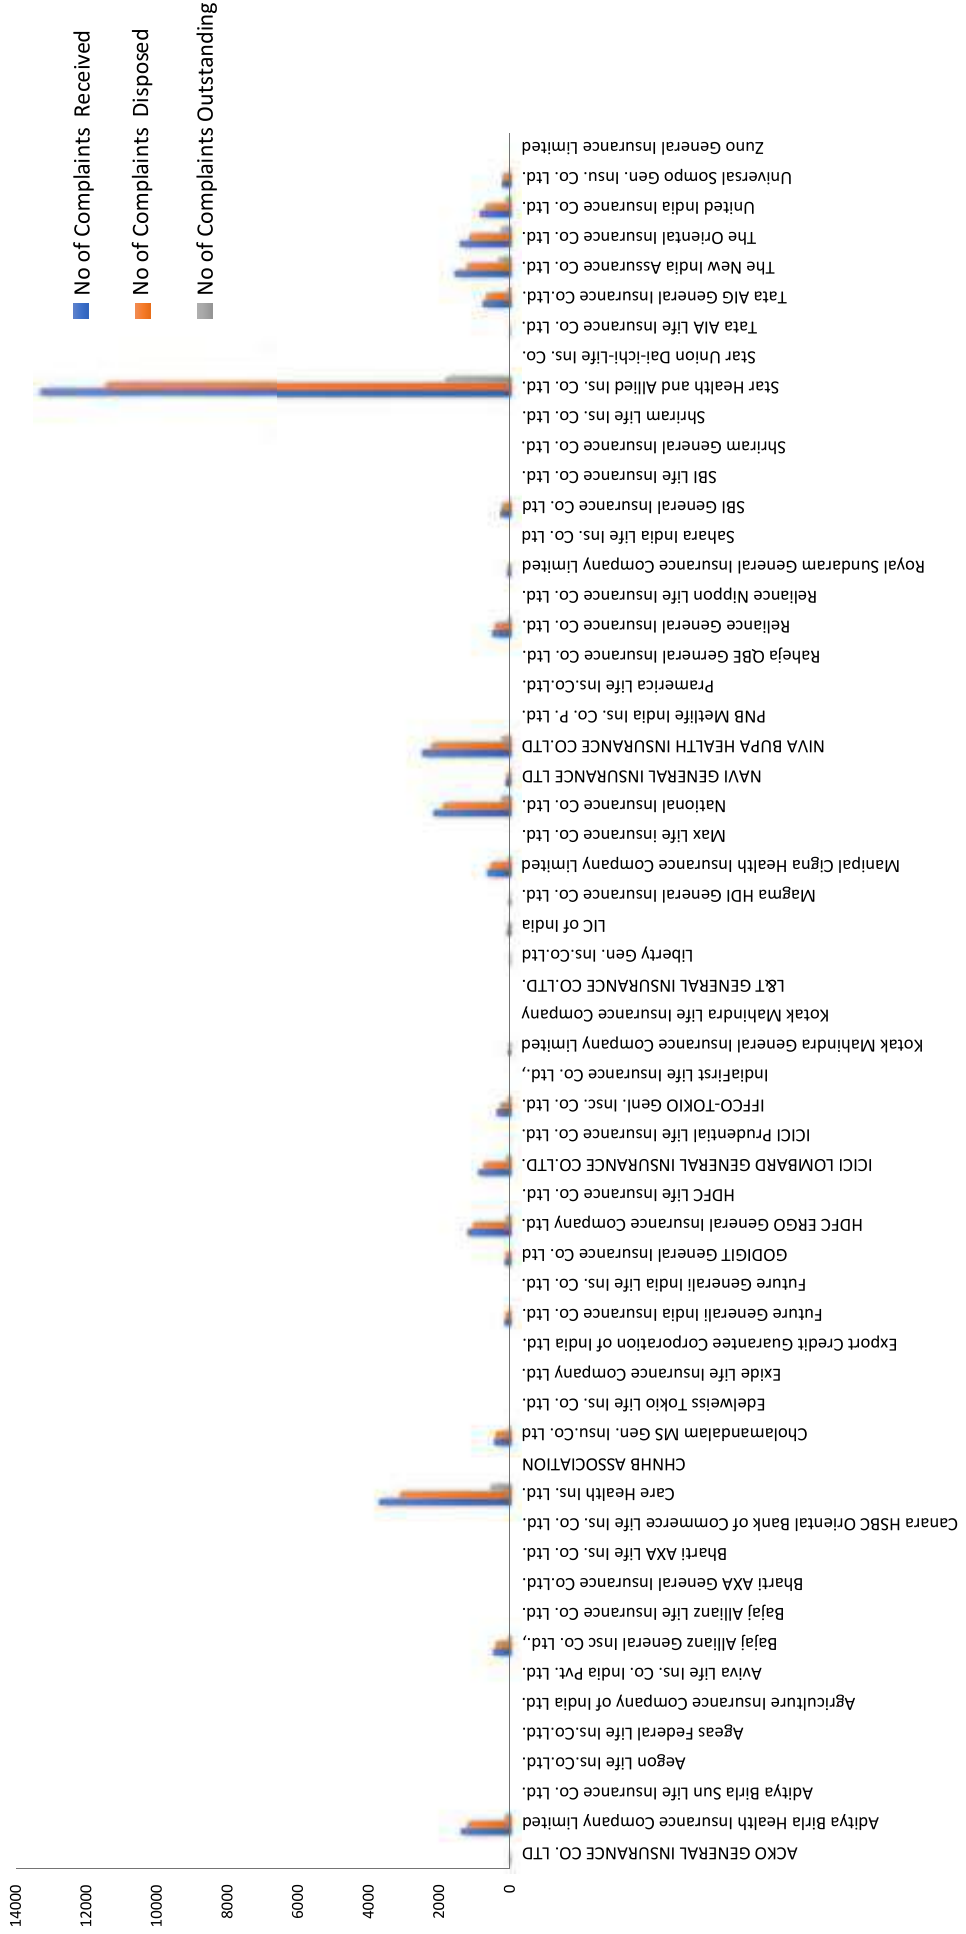 No of Complaints Received
No of Complaints Disposed
No of Complaints Outstanding
14000
12000
10000
8000
6000
4000
2000
0
ACKO GENERAL INSURANCE CO. LTD
Aditya Birla Health Insurance Company Limited
Aditya Birla Sun Life Insurance Co. Ltd.
Aegon Life Ins.Co.Ltd.
Ageas Federal Life Ins.Co.Ltd.
Agriculture Insurance Company of India Ltd.
Aviva Life Ins. Co. India Pvt. Ltd.
Bajaj Allianz General Insc Co. Ltd.,
Bajaj Allianz Life Insurance Co. Ltd.
Bharti AXA General Insurance Co.Ltd.
Bharti AXA Life Ins. Co. Ltd.
Canara HSBC Oriental Bank of Commerce Life Ins. Co. Ltd.
Care Health Ins. Ltd.
CHNHB ASSOCIATION
Cholamandalam MS Gen. Insu.Co. Ltd
Edelweiss Tokio Life Ins. Co. Ltd.
Exide Life Insurance Company Ltd.
Export Credit Guarantee Corporation of India Ltd.
Future Generali India Insurance Co. Ltd.
Future Generali India Life Ins. Co. Ltd.
GODIGIT General Insurance Co. Ltd
HDFC ERGO General Insurance Company Ltd.
HDFC Life Insurance Co. Ltd.
ICICI LOMBARD GENERAL INSURANCE CO.LTD.
ICICI Prudential Life Insurance Co. Ltd.
IFFCO-TOKIO Genl. Insc. Co. Ltd.
IndiaFirst Life Insurance Co. Ltd.,
Kotak Mahindra General Insurance Company Limited
Kotak Mahindra Life Insurance Company
L&T GENERAL INSURANCE CO.LTD.
Liberty Gen. Ins.Co.Ltd
LIC of India
Magma HDI General Insurance Co. Ltd.
Manipal Cigna Health Insurance Company Limited
Max Life insurance Co. Ltd.
National Insurance Co. Ltd.
NAVI GENERAL INSURANCE LTD
NIVA BUPA HEALTH INSURANCE CO.LTD
PNB Metlife India Ins. Co. P. Ltd.
Pramerica Life Ins.Co.Ltd.
Raheja QBE Gerneral Insurance Co. Ltd.
Reliance General Insurance Co. Ltd.
Reliance Nippon Life Insurance Co. Ltd.
Royal Sundaram General Insurance Company Limited
Sahara India Life Ins. Co. Ltd
SBI General Insurance Co. Ltd
SBI Life Insurance Co. Ltd.
Shriram General Insurance Co. Ltd.
Shriram Life Ins. Co. Ltd.
Star Health and Allied Ins. Co. Ltd.
Star Union Dai-ichi-Life Ins. Co.
Tata AIA Life Insurance Co. Ltd.
Tata AIG General Insurance Co.Ltd.
The New India Assurance Co. Ltd.
The Oriental Insurance Co. Ltd.
United India Insurance Co. Ltd.
Universal Sompo Gen. Insu. Co. Ltd.
Zuno General Insurance Limited